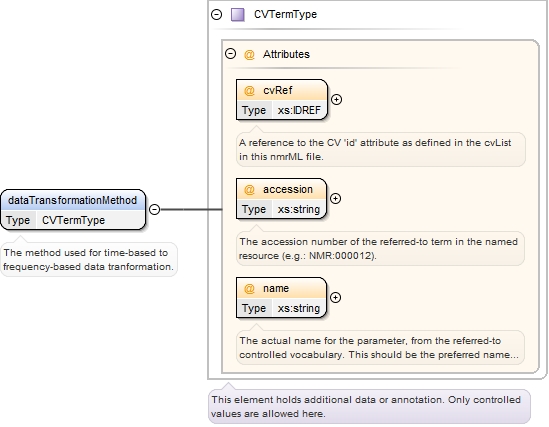 CVTermType
@ Attributes
@ cvRef
Type xs:IDREF
A reference to the CV 'id' attribute as defined in the cvList
in this nmrML file.
@ accession
Type xs:string
The accession number of the referred-to term in the named
resource (e.g.: NMR:000012).
@ name
Type xs:string
The actual name for the parameter, from the referred-to
controlled vocabulary. This should be the preferred name...
dataTransformationMethod
Type CVTermType
The method used for time-based to
frequency-based data tranformation.
This element holds additional data or annotation. Only controlled
values are allowed here.